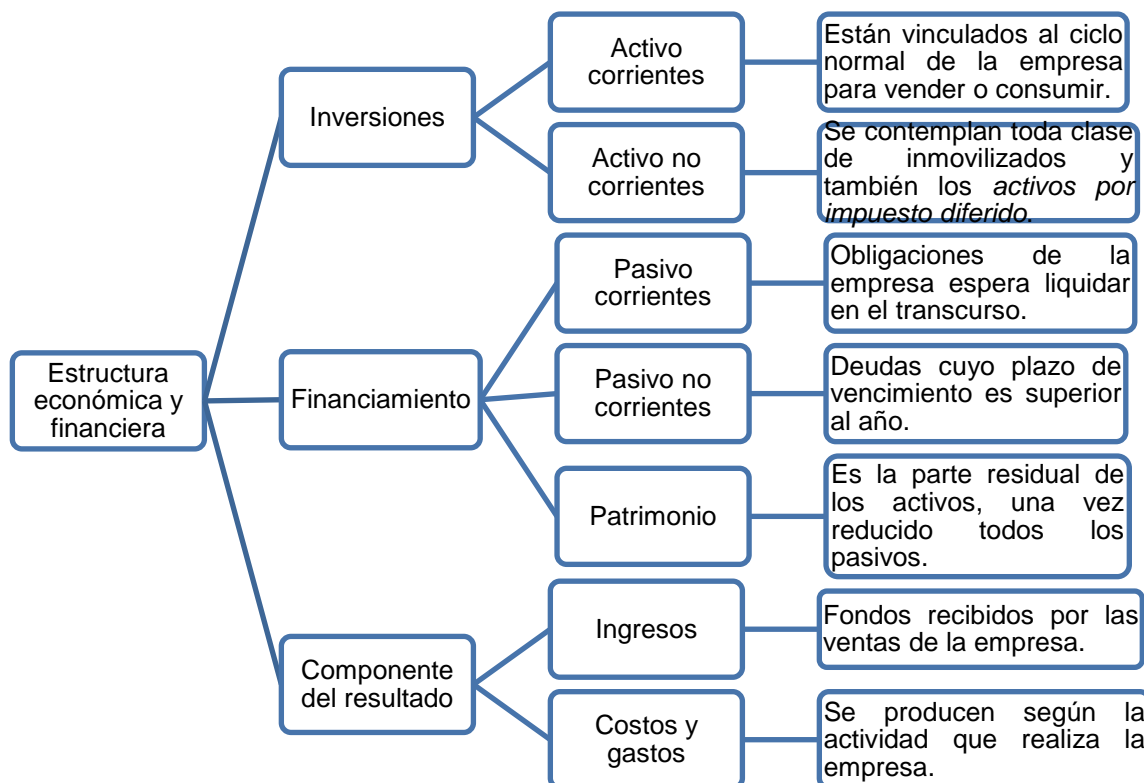 Estructura
económica y
financiera
Inversiones
Activo
corrientes
Están vinculados al ciclo
normal de la empresa
para vender o consumir.
Activo no
corrientes
Se contemplan toda clase
de inmovilizados y
también los activos por
impuesto diferido.
Financiamiento
Pasivo
corrientes
Obligaciones de la
empresa espera liquidar
en el transcurso.
Pasivo no
corrientes
Deudas cuyo plazo de
vencimiento es superior
al año.
Patrimonio
Es la parte residual de
los activos, una vez
reducido todos los
pasivos.
Componente
del resultado
Ingresos
Fondos recibidos por las
ventas de la empresa.
Costos y
gastos
Se producen según la
actividad que realiza la
empresa.